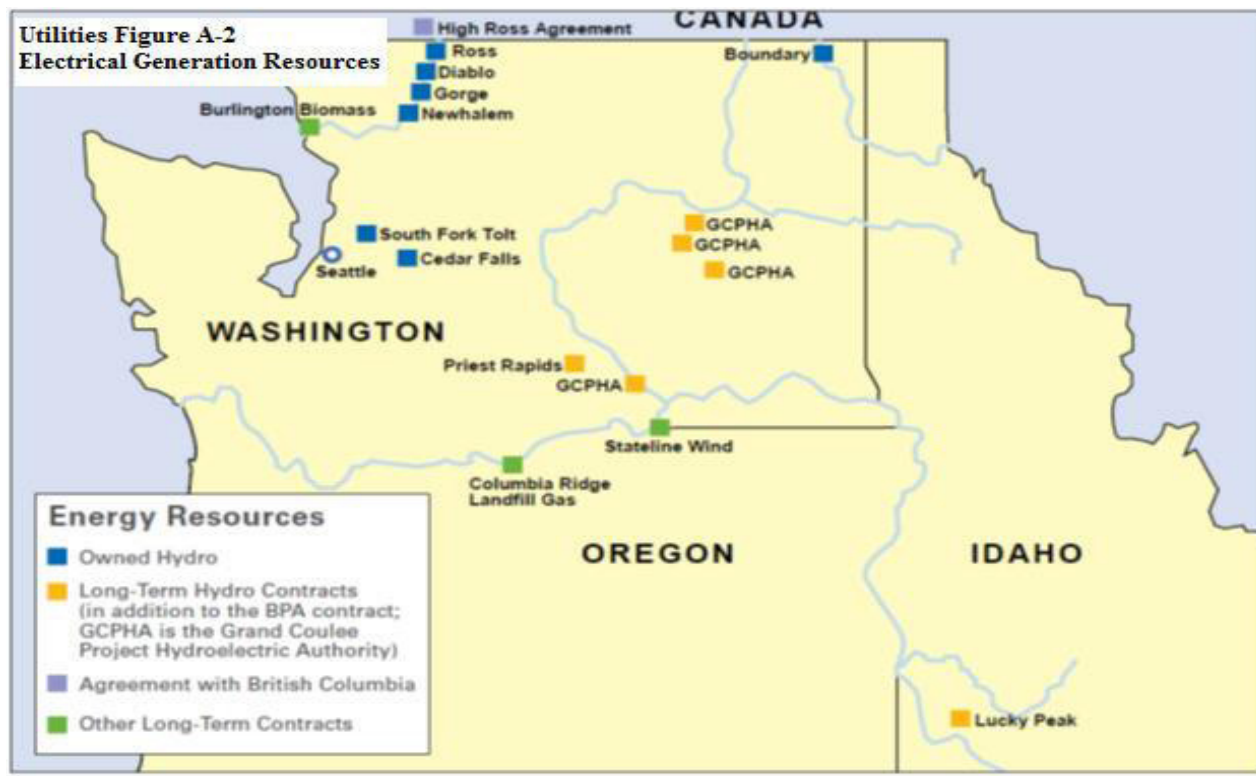 Utilities Figure A-2
Electrical Generation Resources
CANADA
High Ross Agreement
Ross
Diablo
Gorge
Newhalem
Burlington Biomass
Boundary
South Fork Tolt
Seattle
Cedar Falls
GCPHA
GCPHA
GCPHA
WASHINGTON
Priest Rapids
GCPHA
Stateline Wind
Columbia Ridge
Landfill Gas
OREGON
IDAHO
Lucky Peak
Energy Resources
Owned Hydro
Long-Term Hydro Contracts
(in addition to the BPA contract;
GCPHA is the Grand Coulee
Project Hydroelectric Authority)
Agreement with British Columbia
Other Long-Term Contracts